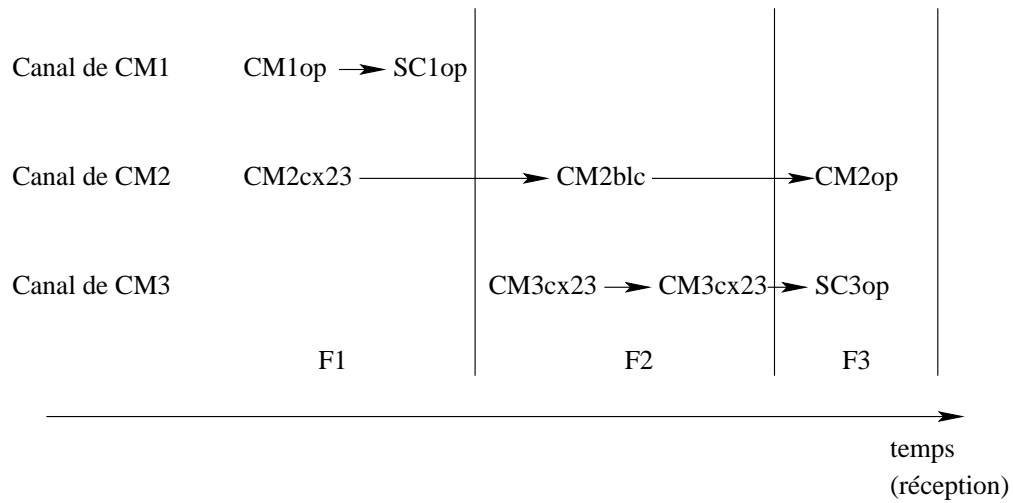 Canal de CM1 CM1op SC1op
Canal de CM2 CM2cx23 CM2blc CM2op
Canal de CM3 CM3cx23 CM3cx23 SC3op
F1 F2 F3
temps
(réception)